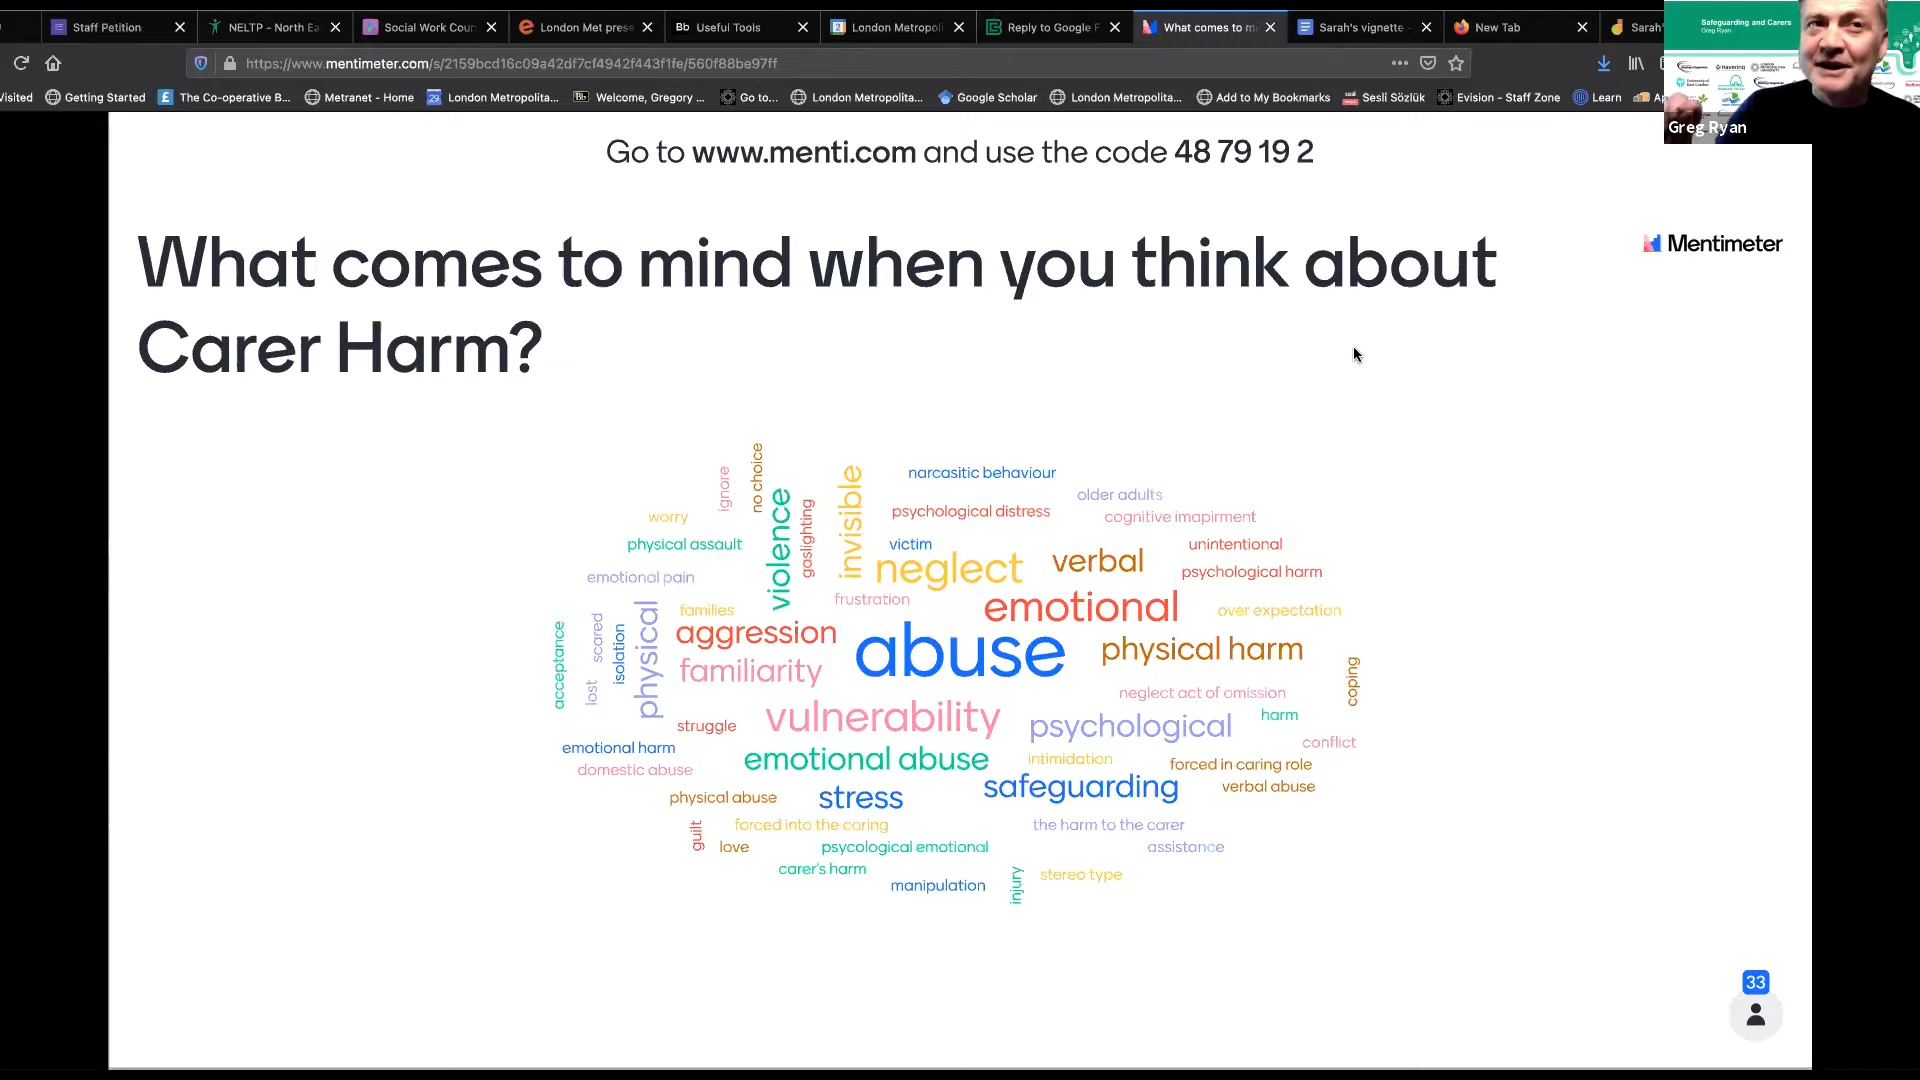 Staff Petition
NELTP - North Ea
Social Work Cour
London Met prese
Bb Useful Tools
London Metropoli
Reply to Google F
What comes to mi
Sarah's vignette -
New Tab
Sarah'
https://www.mentimeter.com/s/2159bcd16c09a42df7cf4942f443f1fe/560f88be97ff
Visited
Getting Started
The Co-operative B...
Metranet - Home
London Metropolita...
Welcome, Gregory ...
Go to...
London Metropolita...
Google Scholar
London Metropolita...
Add to My Bookmarks
Sesli Sözlük
Evision - Staff Zone
Learn
Safeguarding and Carers
Greg Ryan
Havering
Greg Ryan
Go to www.menti.com and use the code 48 79 19 2
What comes to mind when you think about
Carer Harm?
Mentimeter
no choice
ignore
invisible
narcasitic behaviour
violence
older adults
gaslighting
psychological distress
worry
cognitive imapirment
physical assault
victim
unintentional
neglect
verbal
emotional pain
psychological harm
frustration
physical
families
emotional
over expectation
scared
acceptance
isolation
aggression
abuse
physical harm
lost
familiarity
coping
neglect act of omission
vulnerability
psychological
harm
struggle
emotional harm
conflict
domestic abuse
emotional abuse
intimidation
forced in caring role
safeguarding
verbal abuse
physical abuse
stress
guilt
forced into the caring
the harm to the carer
love
psycological emotional
assistance
carer's harm
manipulation
injury
stereo type
33